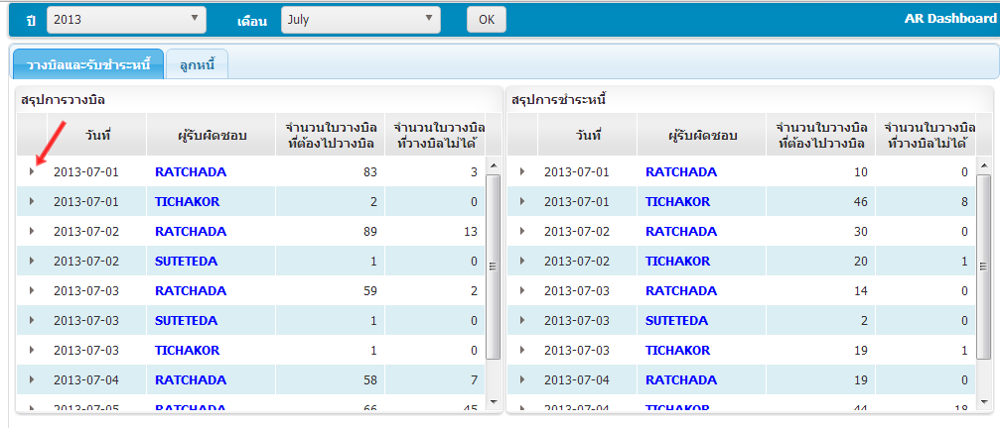 ปี 2013 เดือน July OK AR Dashboard
วางบิลและรับชำระหนี้ ลูกหนี้
สรุปการวางบิล
วันที่ ผู้รับผิดชอบ จำนวนใบวางบิล จำนวนใบวางบิล
ที่ต้องไปวางบิล ที่วางบิลไม่ได้
2013-07-01 RATCHADA 83 3
2013-07-01 TICHAKOR 2 0
2013-07-02 RATCHADA 89 13
2013-07-02 SUTETEDA 1 0
2013-07-03 RATCHADA 59 2
2013-07-03 SUTETEDA 1 0
2013-07-03 TICHAKOR 1 0
2013-07-04 RATCHADA 58 7
2013-07-05 RATCHADA 66 45
สรุปการชำระหนี้
วันที่ ผู้รับผิดชอบ จำนวนใบวางบิล จำนวนใบวางบิล
ที่ต้องไปวางบิล ที่วางบิลไม่ได้
2013-07-01 RATCHADA 10 0
2013-07-01 TICHAKOR 46 8
2013-07-02 RATCHADA 30 0
2013-07-02 TICHAKOR 20 1
2013-07-03 RATCHADA 14 0
2013-07-03 SUTETEDA 2 0
2013-07-03 TICHAKOR 19 1
2013-07-04 RATCHADA 19 0
2013-07-04 TICHAKOR 44 18